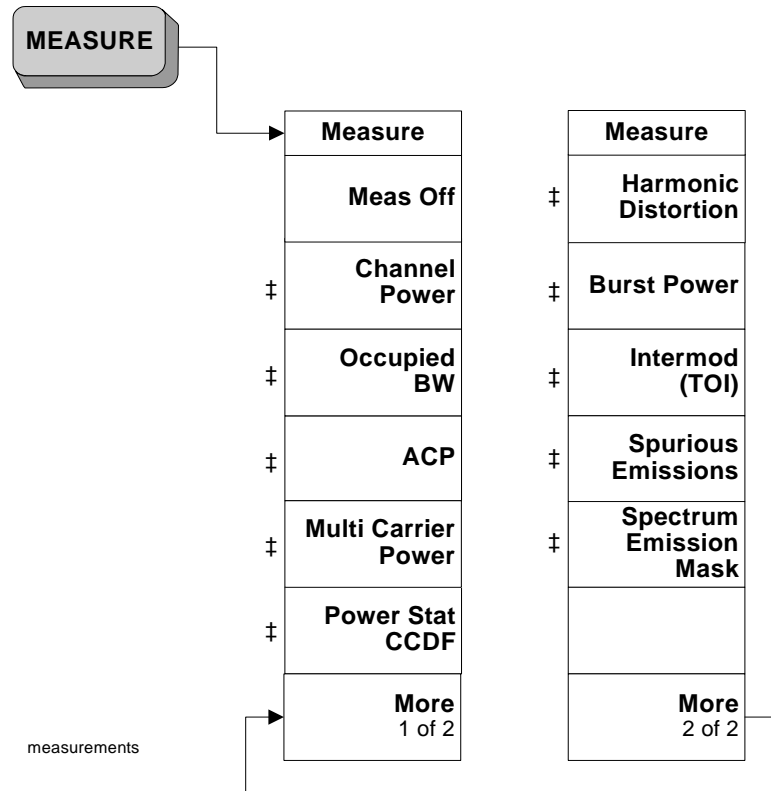 MEASURE
Measure
Meas Off
‡
Channel
Power
‡
Occupied
BW
‡
ACP
‡
Multi Carrier
Power
‡
Power Stat
CCDF
More
1 of 2
Measure
‡
Harmonic
Distortion
‡
Burst Power
‡
Intermod
(TOI)
‡
Spurious
Emissions
‡
Spectrum
Emission
Mask
More
2 of 2
measurements